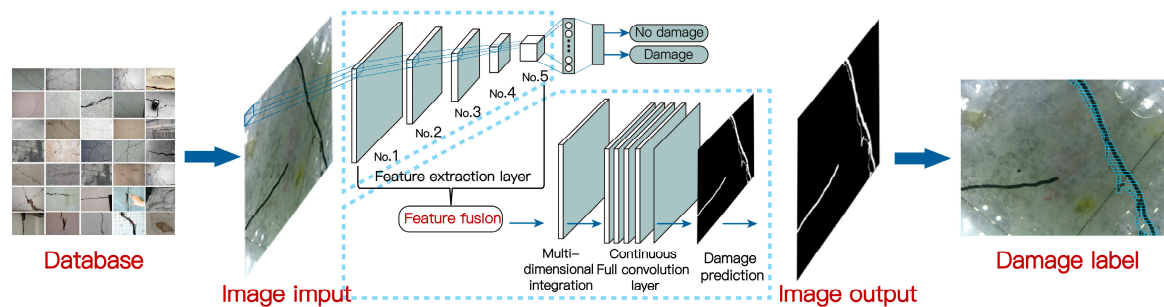 No damage
Damage
No.5
No.4
No.3
No.2
No.1
Feature extraction layer
Feature fusion
Multi-
dimensional
integration
Continuous
Full convolution
layer
Damage
prediction
Database
Image imput
Image output
Damage label